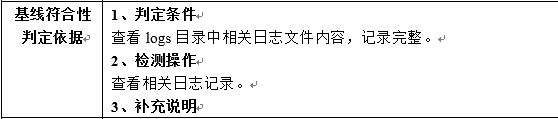 基线符合性
判定依据
1、判定条件
查看 logs 目录中相关日志文件内容，记录完整。
2、检测操作
查看相关日志记录。
3、补充说明